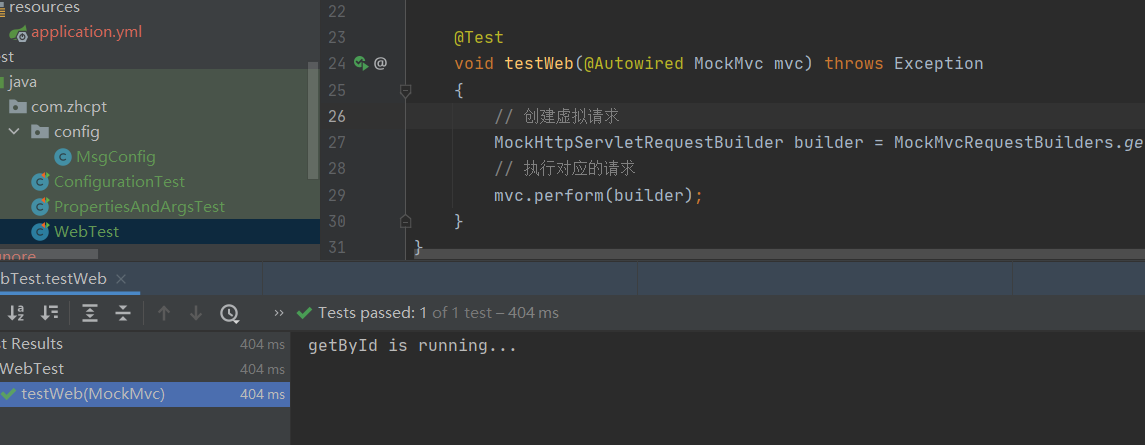 resources
application.yml
est
java
com.zhcpt
config
MsgConfig
ConfigurationTest
PropertiesAndArgsTest
WebTest
gnore
22
23 @Test
24 @ void testWeb(@Autowired MockMvc mvc) throws Exception
25 {
26 // 创建虚拟请求
27 MockHttpServletRequestBuilder builder = MockMvcRequestBuilders.ge
28 // 执行对应的请求
29 mvc.perform(builder);
30 }
31 }
bTest.testWeb ×
» Tests passed: 1 of 1 test – 404 ms
st Results 404 ms
WebTest 404 ms
testWeb(MockMvc) 404 ms
getById is running...